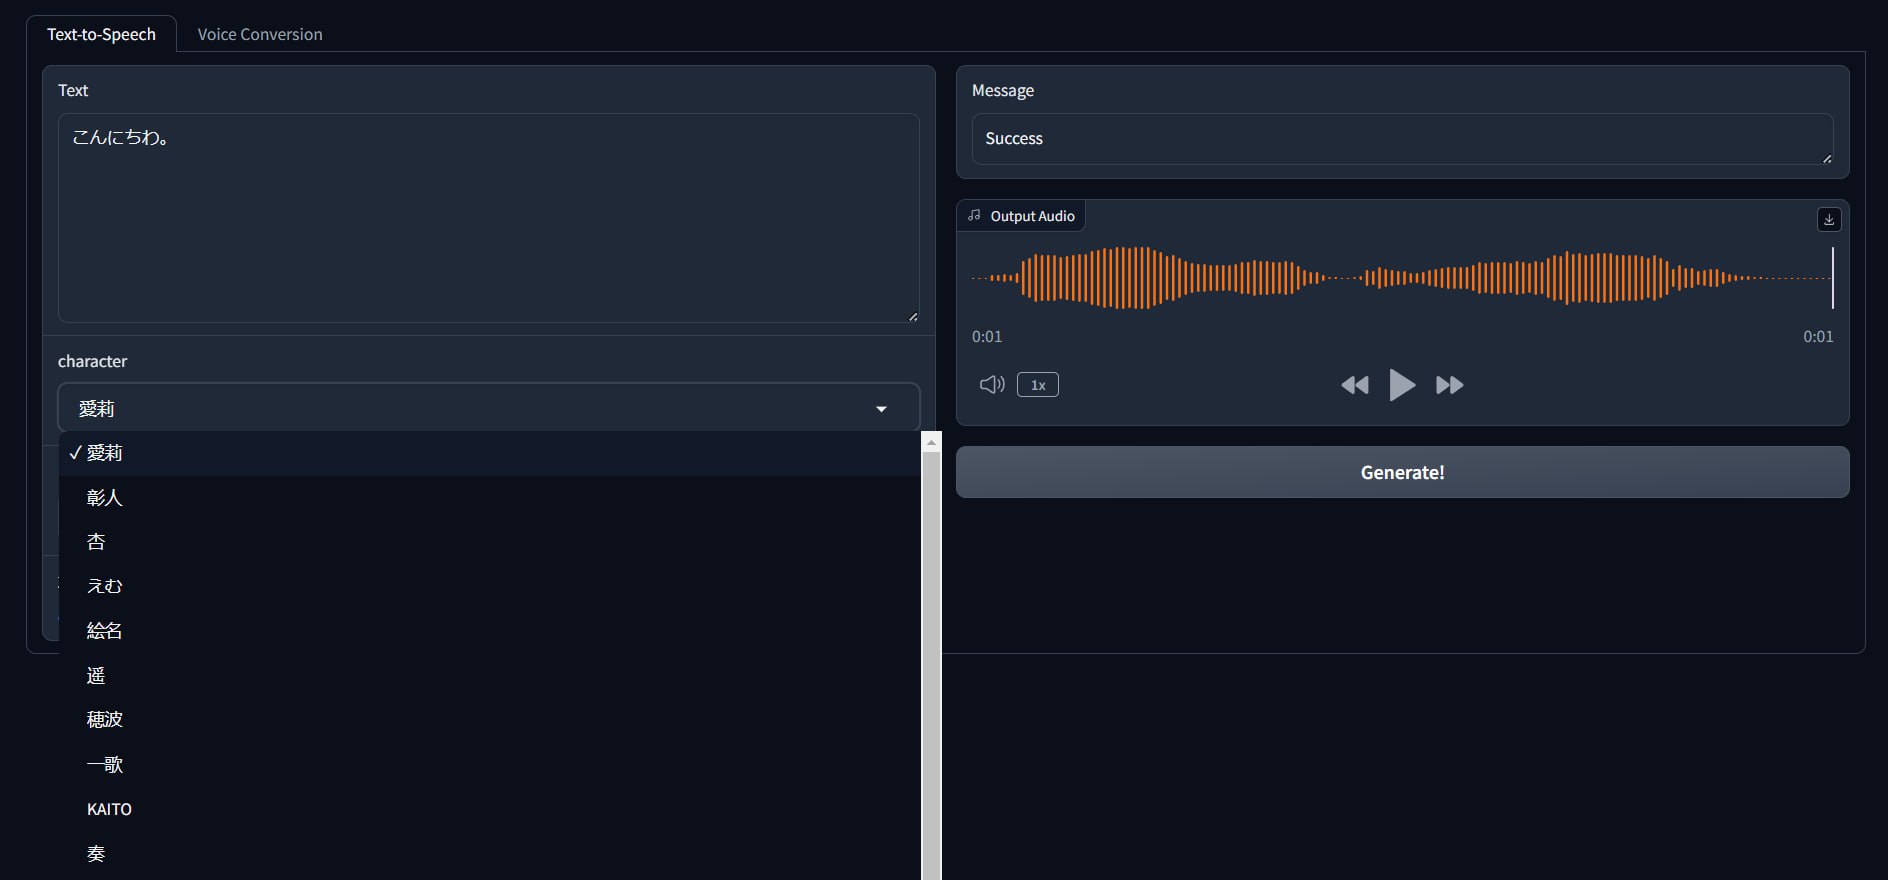 Text-to-Speech
Voice Conversion
Text
こんにちわ。
character
愛莉
✓ 愛莉
彰人
杏
えむ
絵名
遥
穂波
一歌
KAITO
奏
Message
Success
Output Audio
0:01
0:01
1x
Generate!